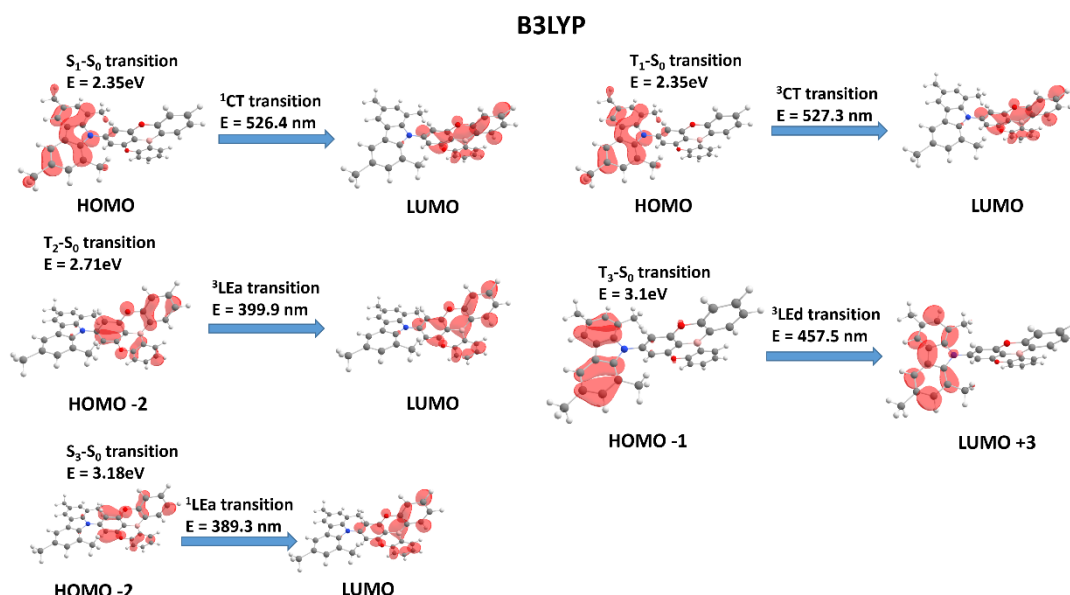 B3LYP
S1-S0 transition
E = 2.35eV
1CT transition
E = 526.4 nm
HOMO
LUMO
T1-S0 transition
E = 2.35eV
3CT transition
E = 527.3 nm
HOMO
LUMO
T2-S0 transition
E = 2.71eV
3LEa transition
E = 399.9 nm
HOMO -2
LUMO
T3-S0 transition
E = 3.1eV
3LEd transition
E = 457.5 nm
HOMO -1
LUMO +3
S3-S0 transition
E = 3.18eV
1LEa transition
E = 389.3 nm
HOMO -2
LUMO